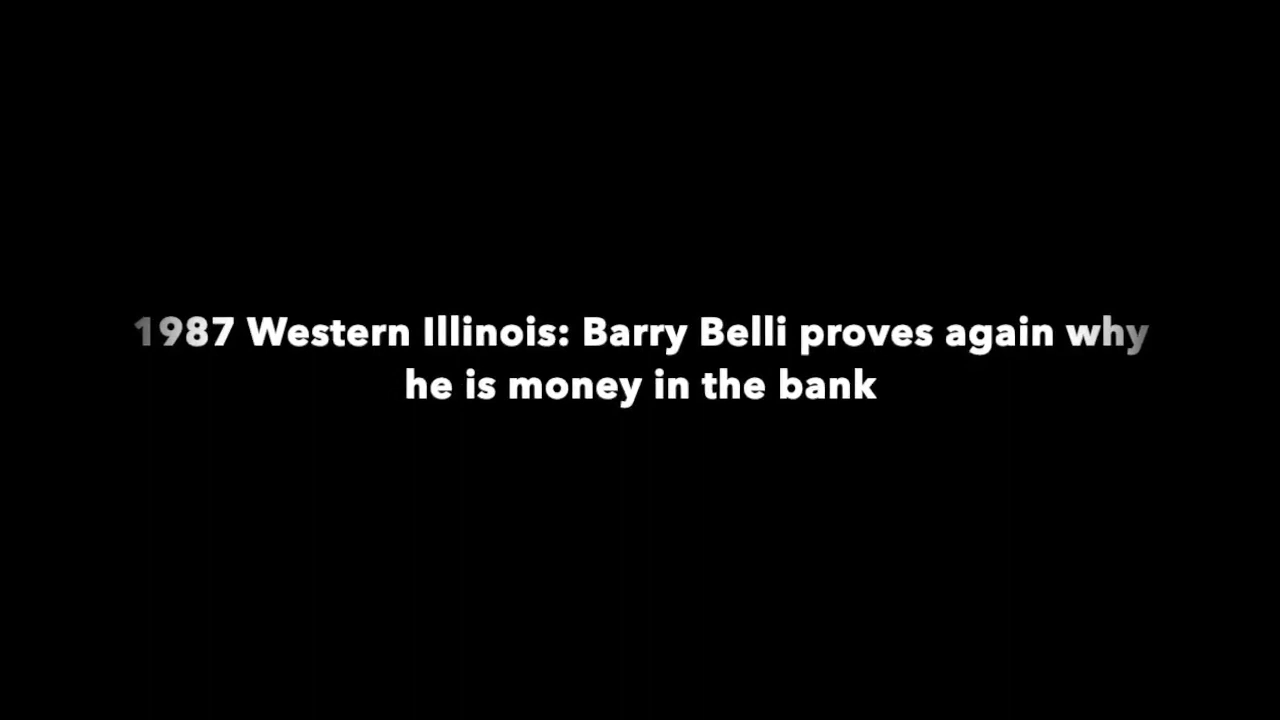 1987 Western Illinois: Barry Belli proves again why
he is money in the bank